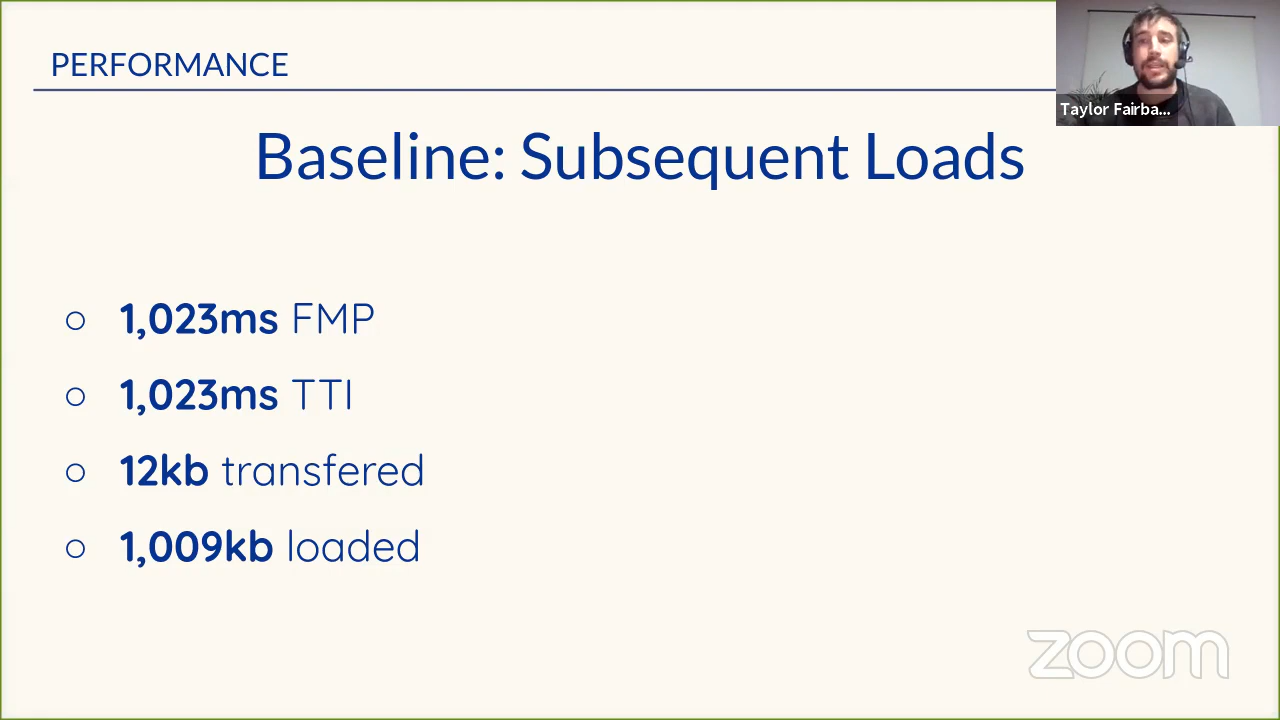 PERFORMANCE
Taylor Fairba...
Baseline: Subsequent Loads
○ 1,023ms FMP
○ 1,023ms TTI
○ 12kb transfered
○ 1,009kb loaded
zoom